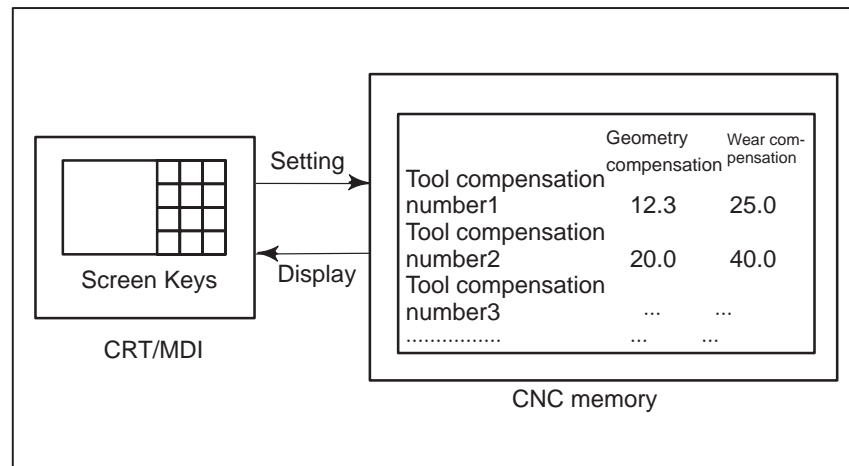 Geometry compensation
Wear com-
pensation
Tool compensation
number1 12.3 25.0
Tool compensation
number2 20.0 40.0
Tool compensation
number3 ... ...
................ ... ...
Setting
Display
Screen Keys
CRT/MDI
CNC memory